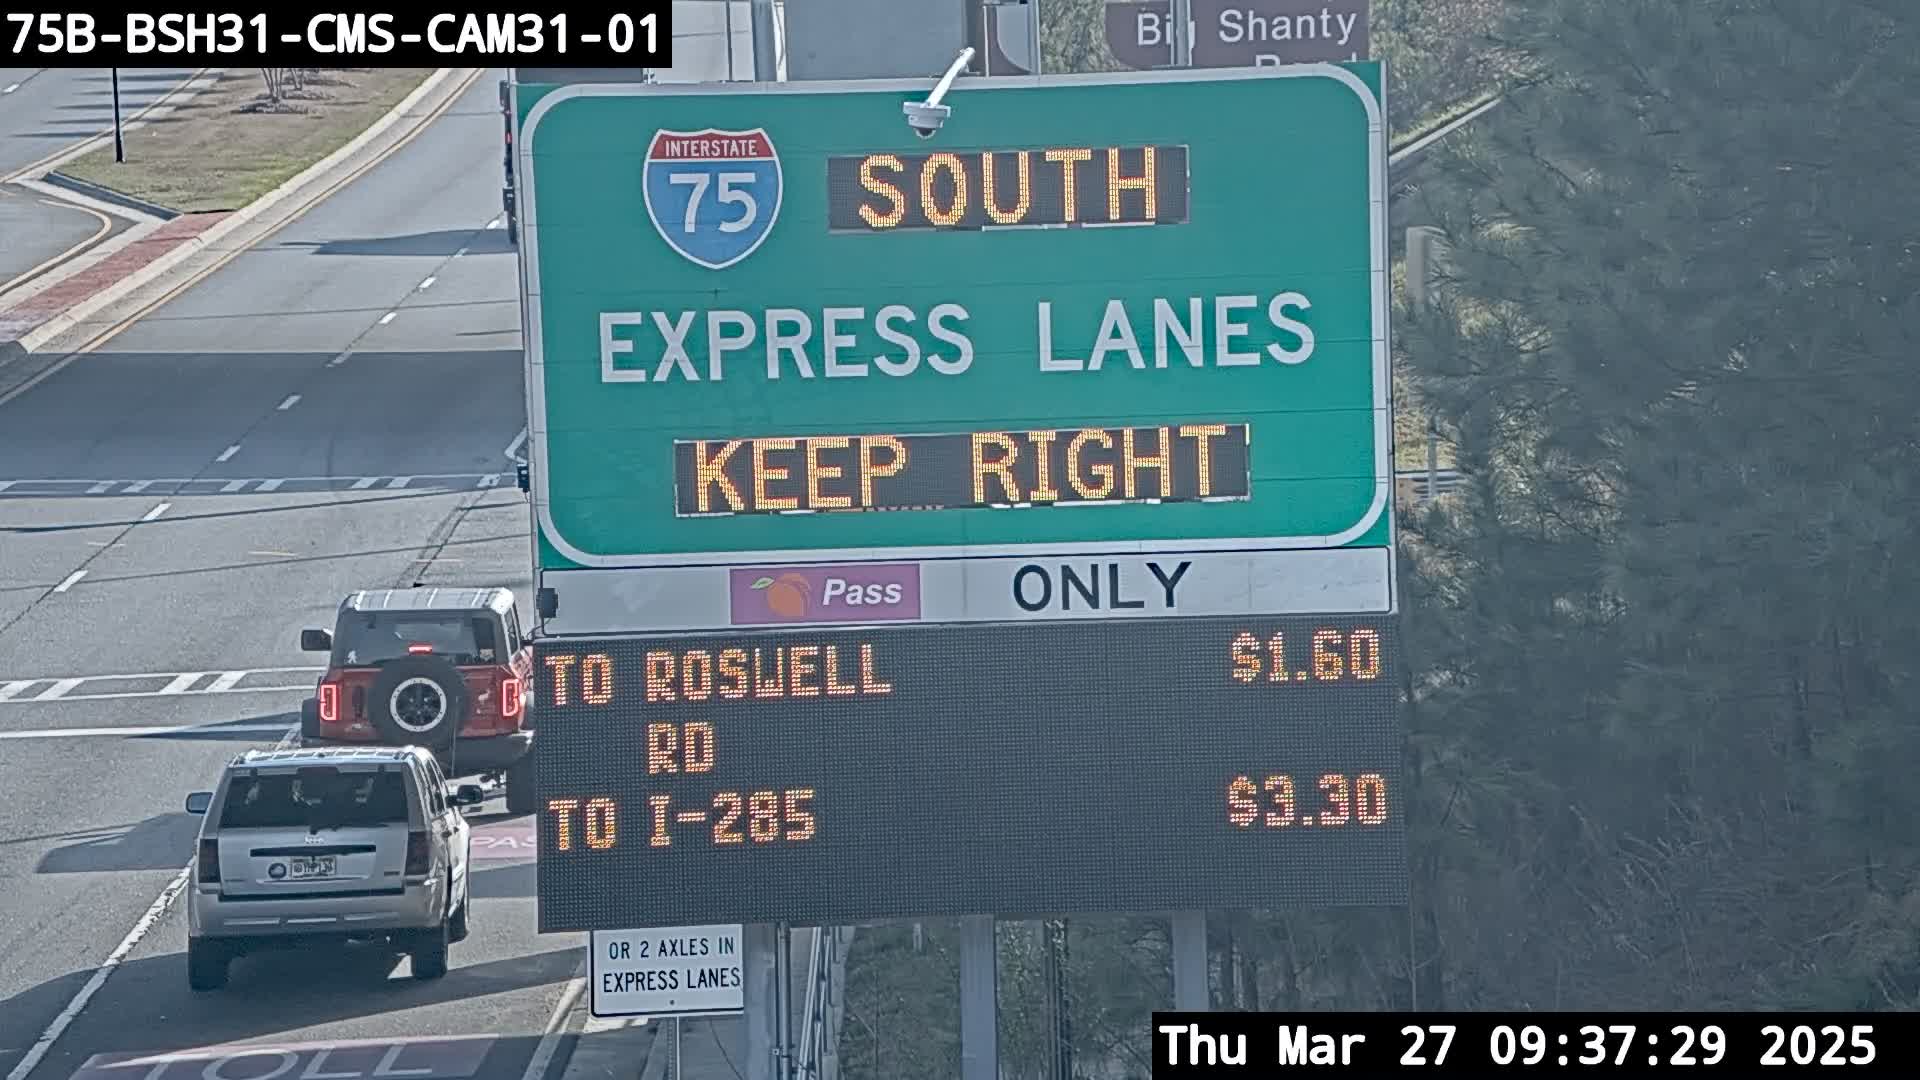 75B-BSH31-CMS-CAM31-01
Big Shanty
INTERSTATE
75
SOUTH
EXPRESS LANES
KEEP RIGHT
Pass ONLY
TO ROSWELL $1.60
RD
TO I-285 $3.30
OR 2 AXLES IN
EXPRESS LANES
TOLL
Thu Mar 27 09:37:29 2025